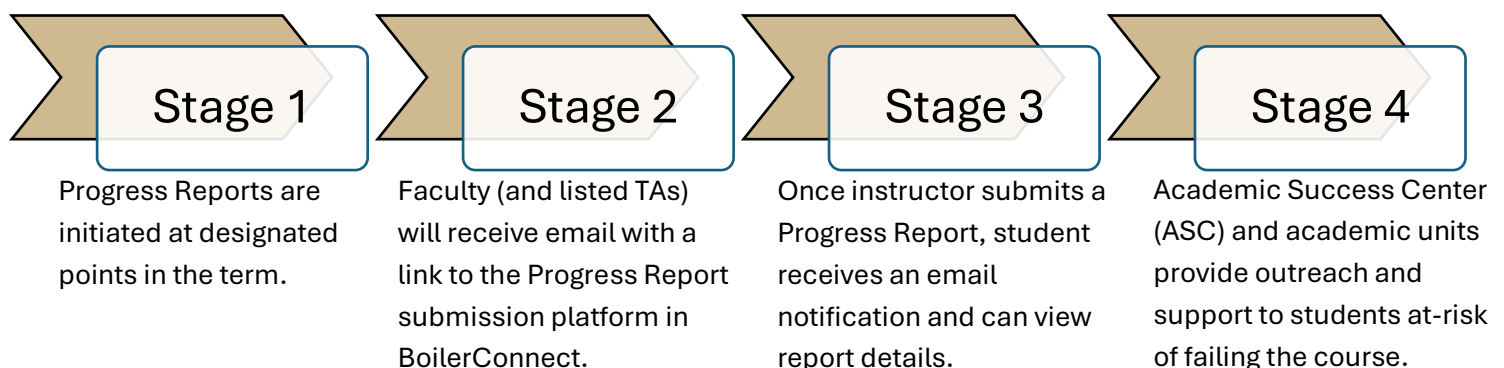 Stage 1
Progress Reports are
initiated at designated
points in the term.
Stage 2
Faculty (and listed TAs)
will receive email with a
link to the Progress Report
submission platform in
BoilerConnect.
Stage 3
Once instructor submits a
Progress Report, student
receives an email
notification and can view
report details.
Stage 4
Academic Success Center
(ASC) and academic units
provide outreach and
support to students at-risk
of failing the course.